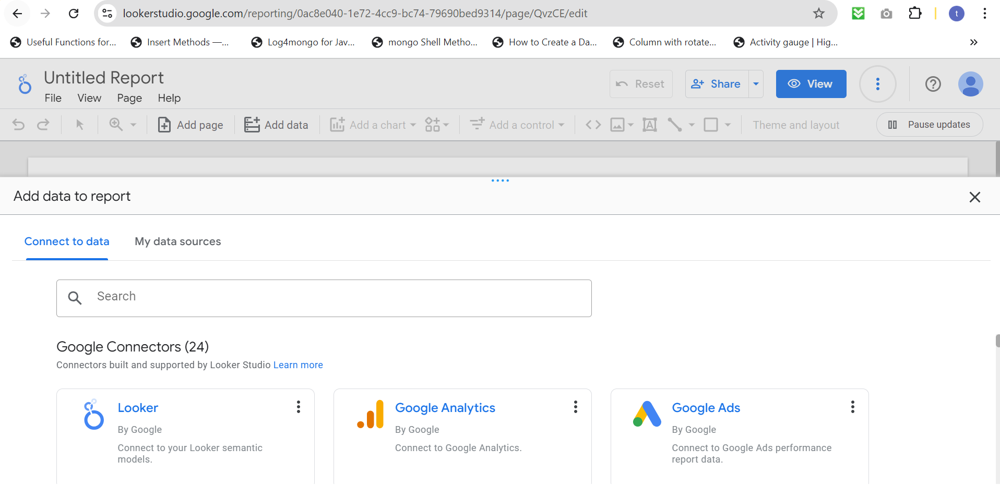 lookerstudio.google.com/reporting/0ac8e040-1e72-4cc9-bc74-79690bed9314/page/QvzCE/edit
t
Useful Functions for... Insert Methods —... Log4mongo for Jav... mongo Shell Metho... How to Create a Da... Column with rotate... Activity gauge | Hig...
Untitled Report
Reset Share View
File View Page Help
Add page Add data Add a chart Add a control Theme and layout Pause updates
Add data to report
Connect to data My data sources
Search
Google Connectors (24)
Connectors built and supported by Looker Studio Learn more
Looker
By Google
Connect to your Looker semantic
models.
Google Analytics
By Google
Connect to Google Analytics.
Google Ads
By Google
Connect to Google Ads performance
report data.